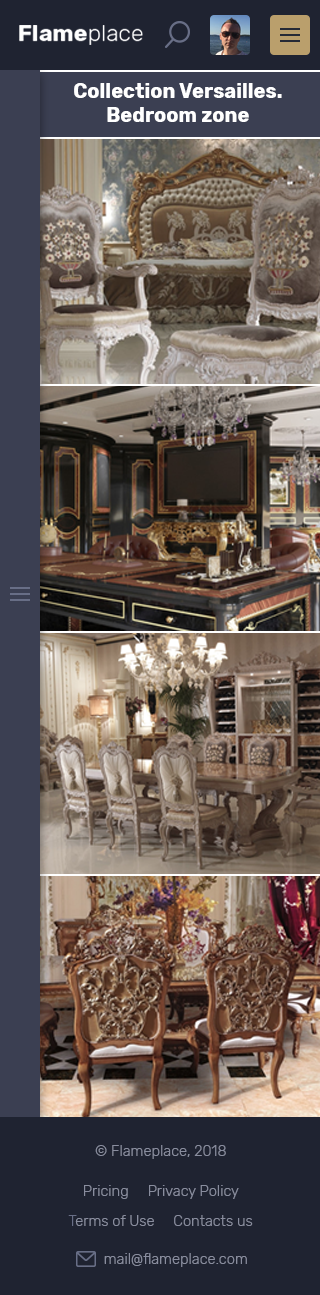 Flameplace
Collection Versailles.
Bedroom zone
© Flameplace, 2018
Pricing Privacy Policy
Terms of Use Contacts us
mail@flameplace.com